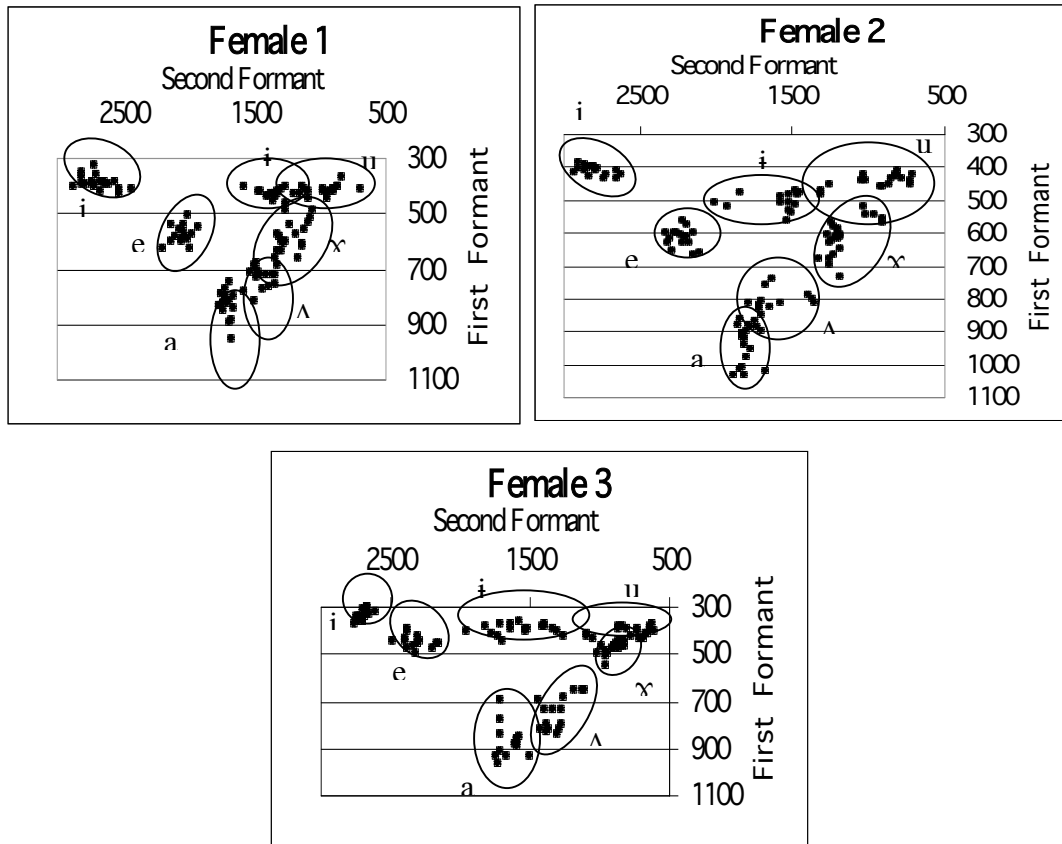 Female 1
Second Formant
2500 1500 500
300
500
700
900
1100
First Formant
i
e
a
ɨ
u
ɤ
ʌ
Female 2
Second Formant
2500 1500 500
300
400
500
600
700
800
900
1000
1100
First Formant
i
e
a
ɨ
u
ɤ
ʌ
Female 3
Second Formant
2500 1500 500
300
500
700
900
1100
First Formant
i
e
a
ɨ
u
ɤ
ʌ